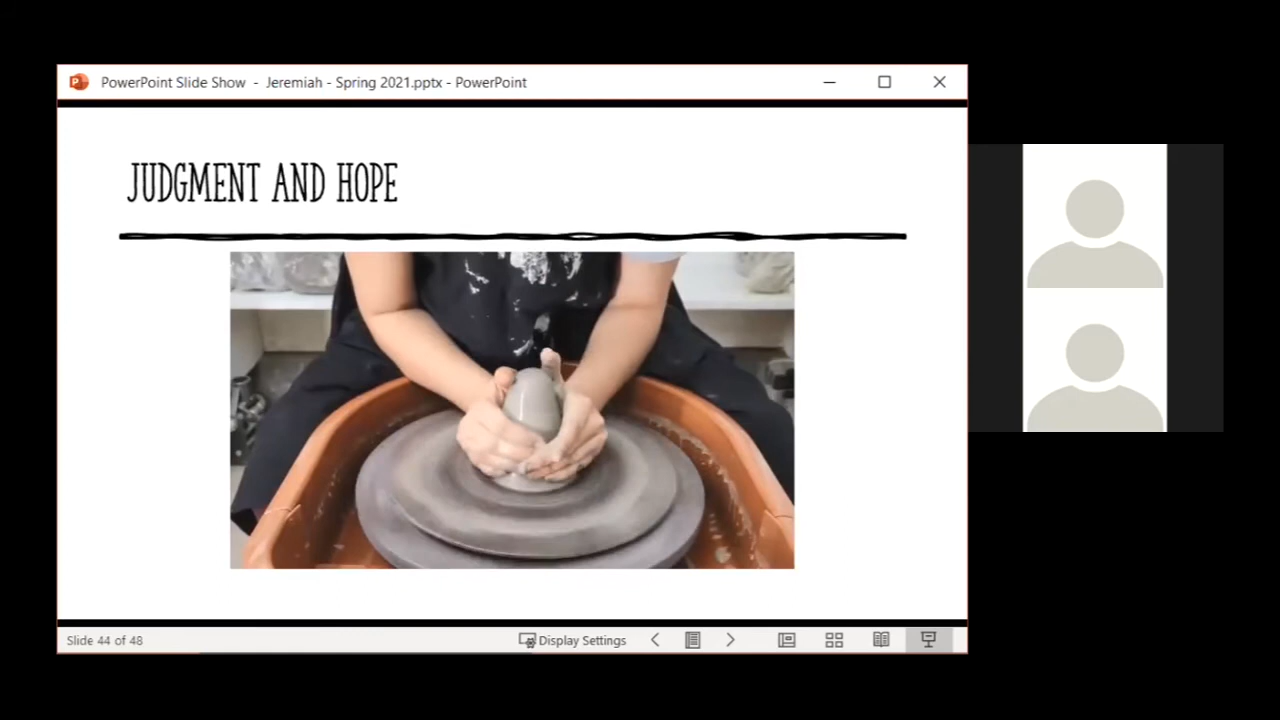 PowerPoint Slide Show - Jeremiah - Spring 2021.pptx - PowerPoint
JUDGMENT AND HOPE
Slide 44 of 48
Display Settings